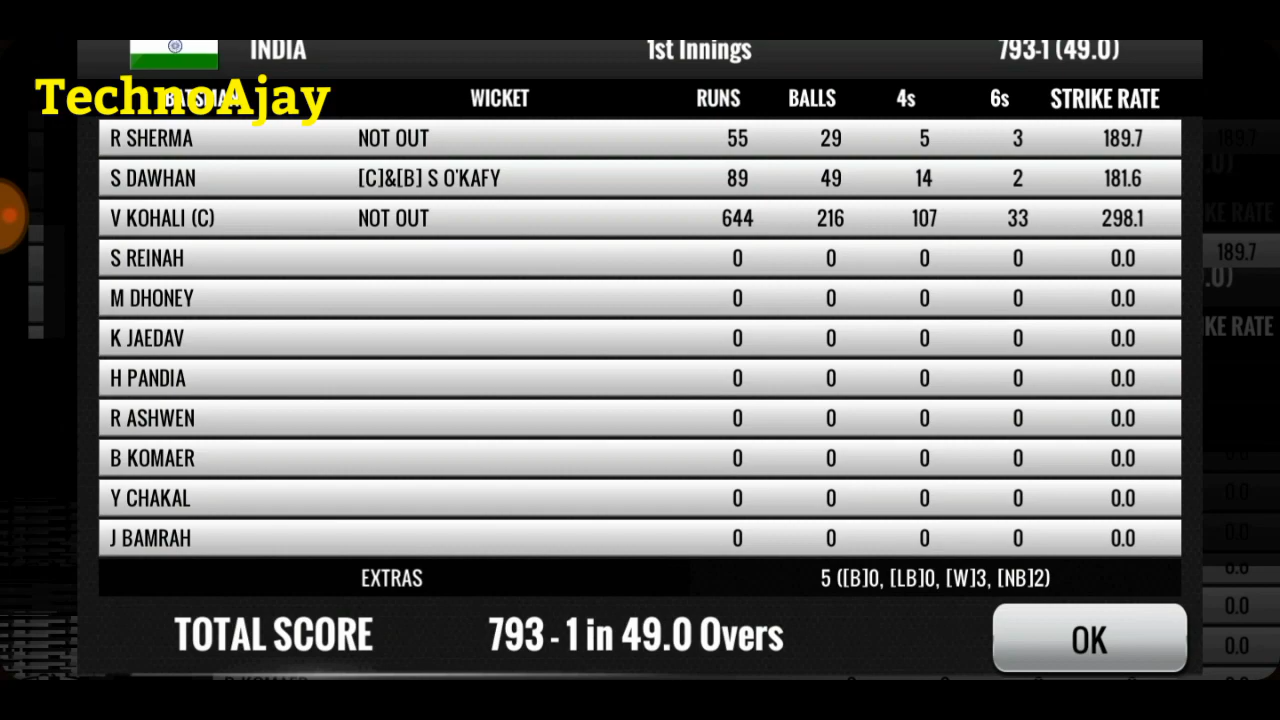 INDIA 1st Innings 793-1 (49.0)
TechnoAjay
BATSMAN WICKET RUNS BALLS 4s 6s STRIKE RATE
R SHERMA NOT OUT 55 29 5 3 189.7
S DAWHAN [C]&[B] S O'KAFY 89 49 14 2 181.6
V KOHALI (C) NOT OUT 644 216 107 33 298.1
S REINAH 0 0 0 0 0.0
M DHONEY 0 0 0 0 0.0
K JAEDAV 0 0 0 0 0.0
H PANDIA 0 0 0 0 0.0
R ASHWEN 0 0 0 0 0.0
B KOMAER 0 0 0 0 0.0
Y CHAKAL 0 0 0 0 0.0
J BAMRAH 0 0 0 0 0.0
EXTRAS 5 ([B]0, [LB]0, [W]3, [NB]2)
TOTAL SCORE 793 - 1 in 49.0 Overs OK